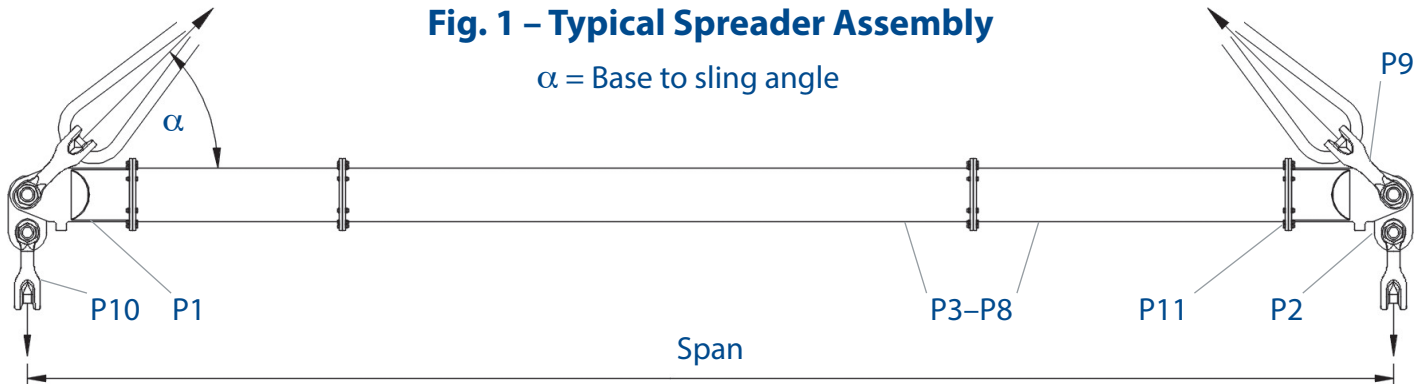 Fig. 1 – Typical Spreader Assembly
α = Base to sling angle
P9
α
P10
P1
P3–P8
P11
P2
Span